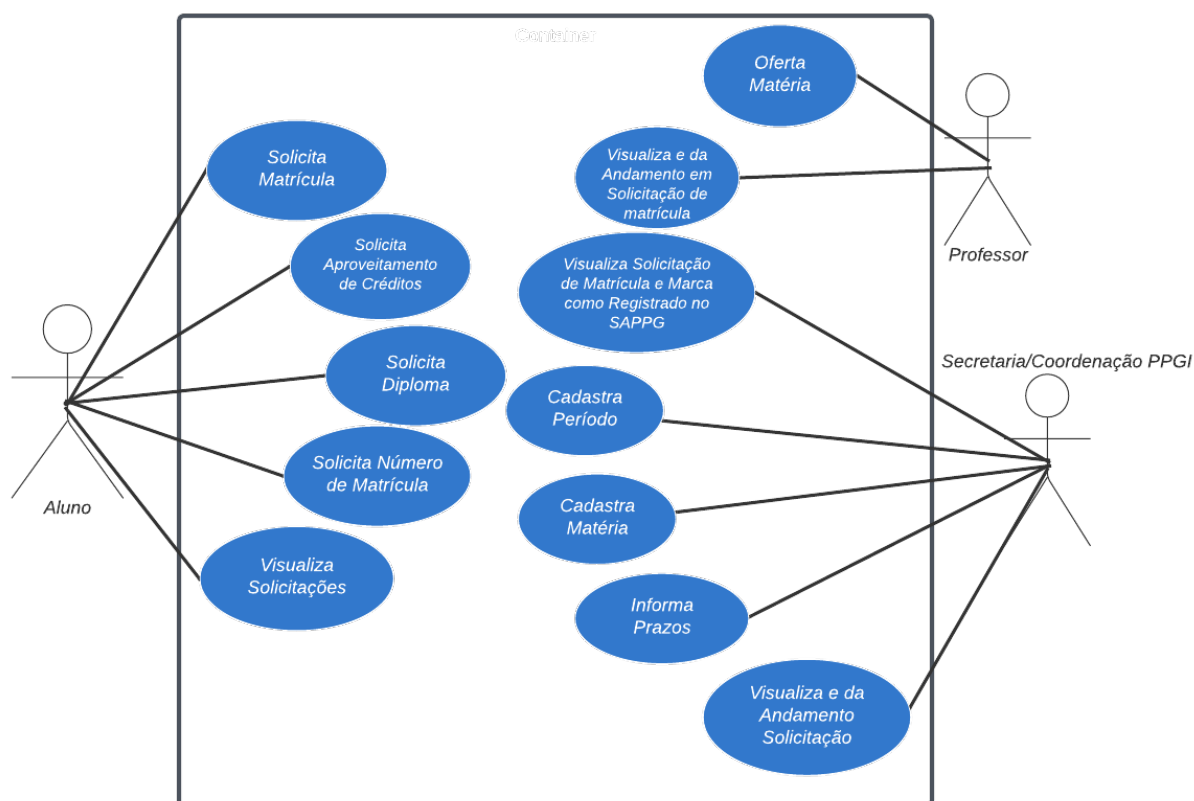 Container
Oferta
Matéria
Solicita
Matrícula
Visualiza e da
Andamento em
Solicitação de
matrícula
Professor
Solicita
Aproveitamento
de Créditos
Visualiza Solicitação
de Matrícula e Marca
como Registrado no
SAPPG
Secretaria/Coordenação PPGI
Solicita
Diploma
Cadastra
Período
Solicita Número
de Matrícula
Aluno
Cadastra
Matéria
Visualiza
Solicitações
Informa
Prazos
Visualiza e da
Andamento
Solicitação